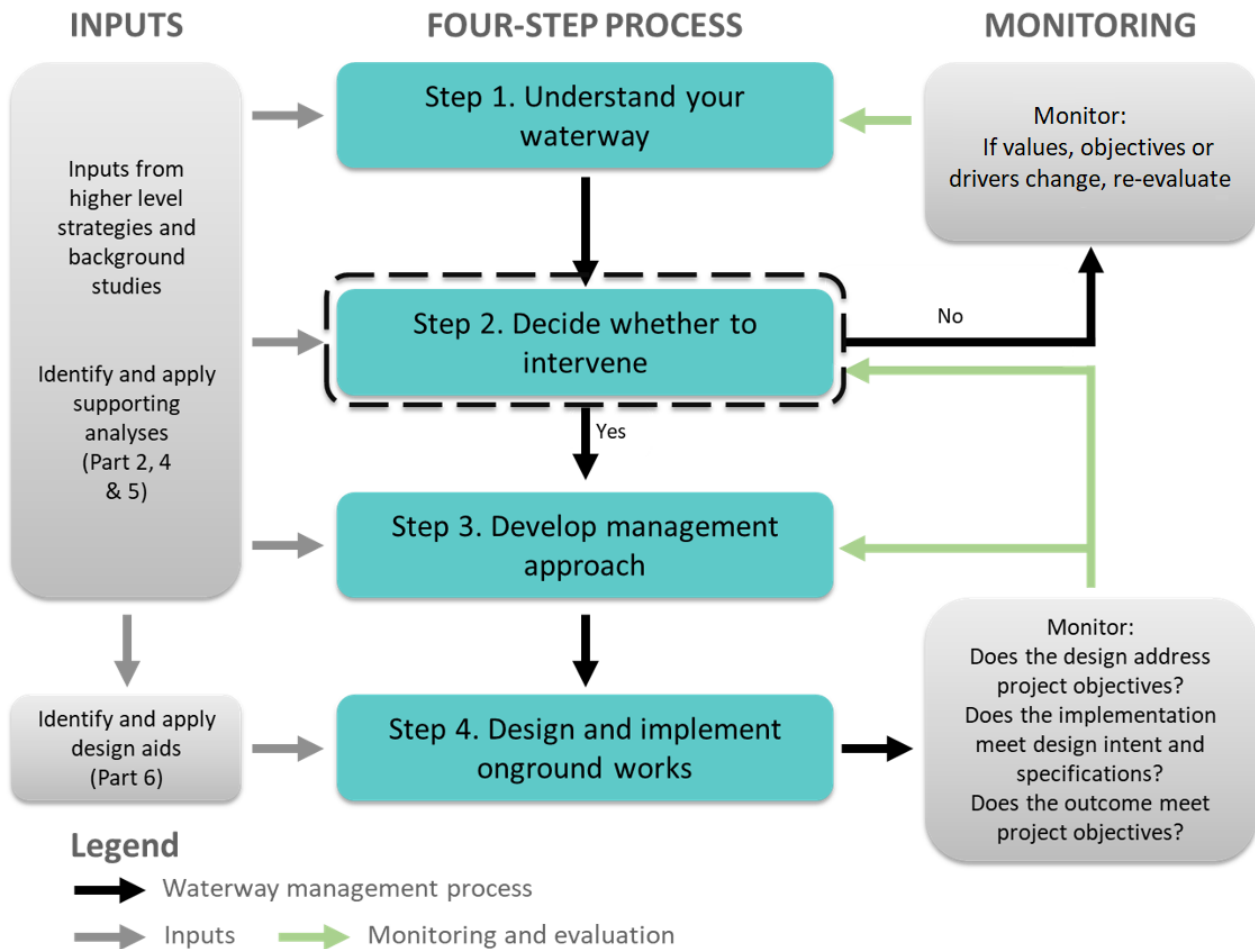 INPUTS
FOUR-STEP PROCESS
MONITORING
Inputs from
higher level
strategies and
background
studies
Identify and apply
supporting
analyses
(Part 2, 4
& 5)
Identify and apply
design aids
(Part 6)
Step 1. Understand your
waterway
Step 2. Decide whether to
intervene
No
Yes
Step 3. Develop management
approach
Step 4. Design and implement
onground works
Monitor:
If values, objectives or
drivers change, re-evaluate
Monitor:
Does the design address
project objectives?
Does the implementation
meet design intent and
specifications?
Does the outcome meet
project objectives?
Legend
Waterway management process
Inputs
Monitoring and evaluation